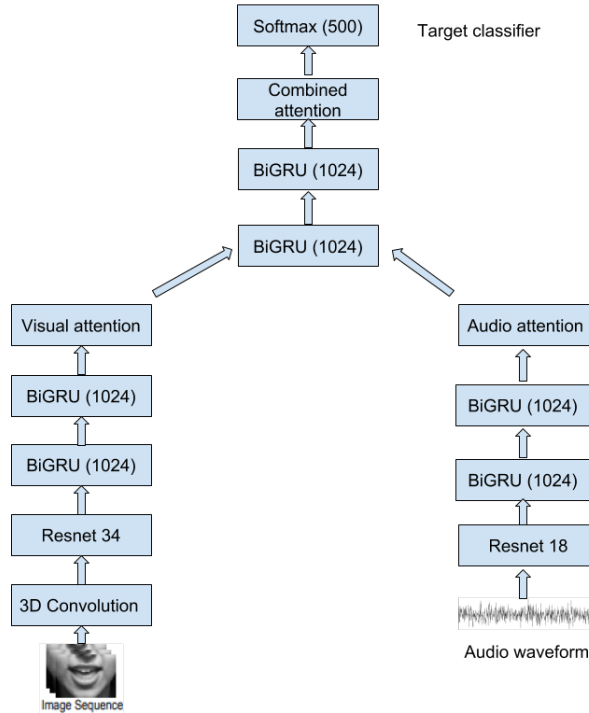 Softmax (500)
Target classifier
Combined
attention
BiGRU (1024)
BiGRU (1024)
Visual attention
Audio attention
BiGRU (1024)
BiGRU (1024)
BiGRU (1024)
BiGRU (1024)
Resnet 34
Resnet 18
3D Convolution
Audio waveform
Image Sequence